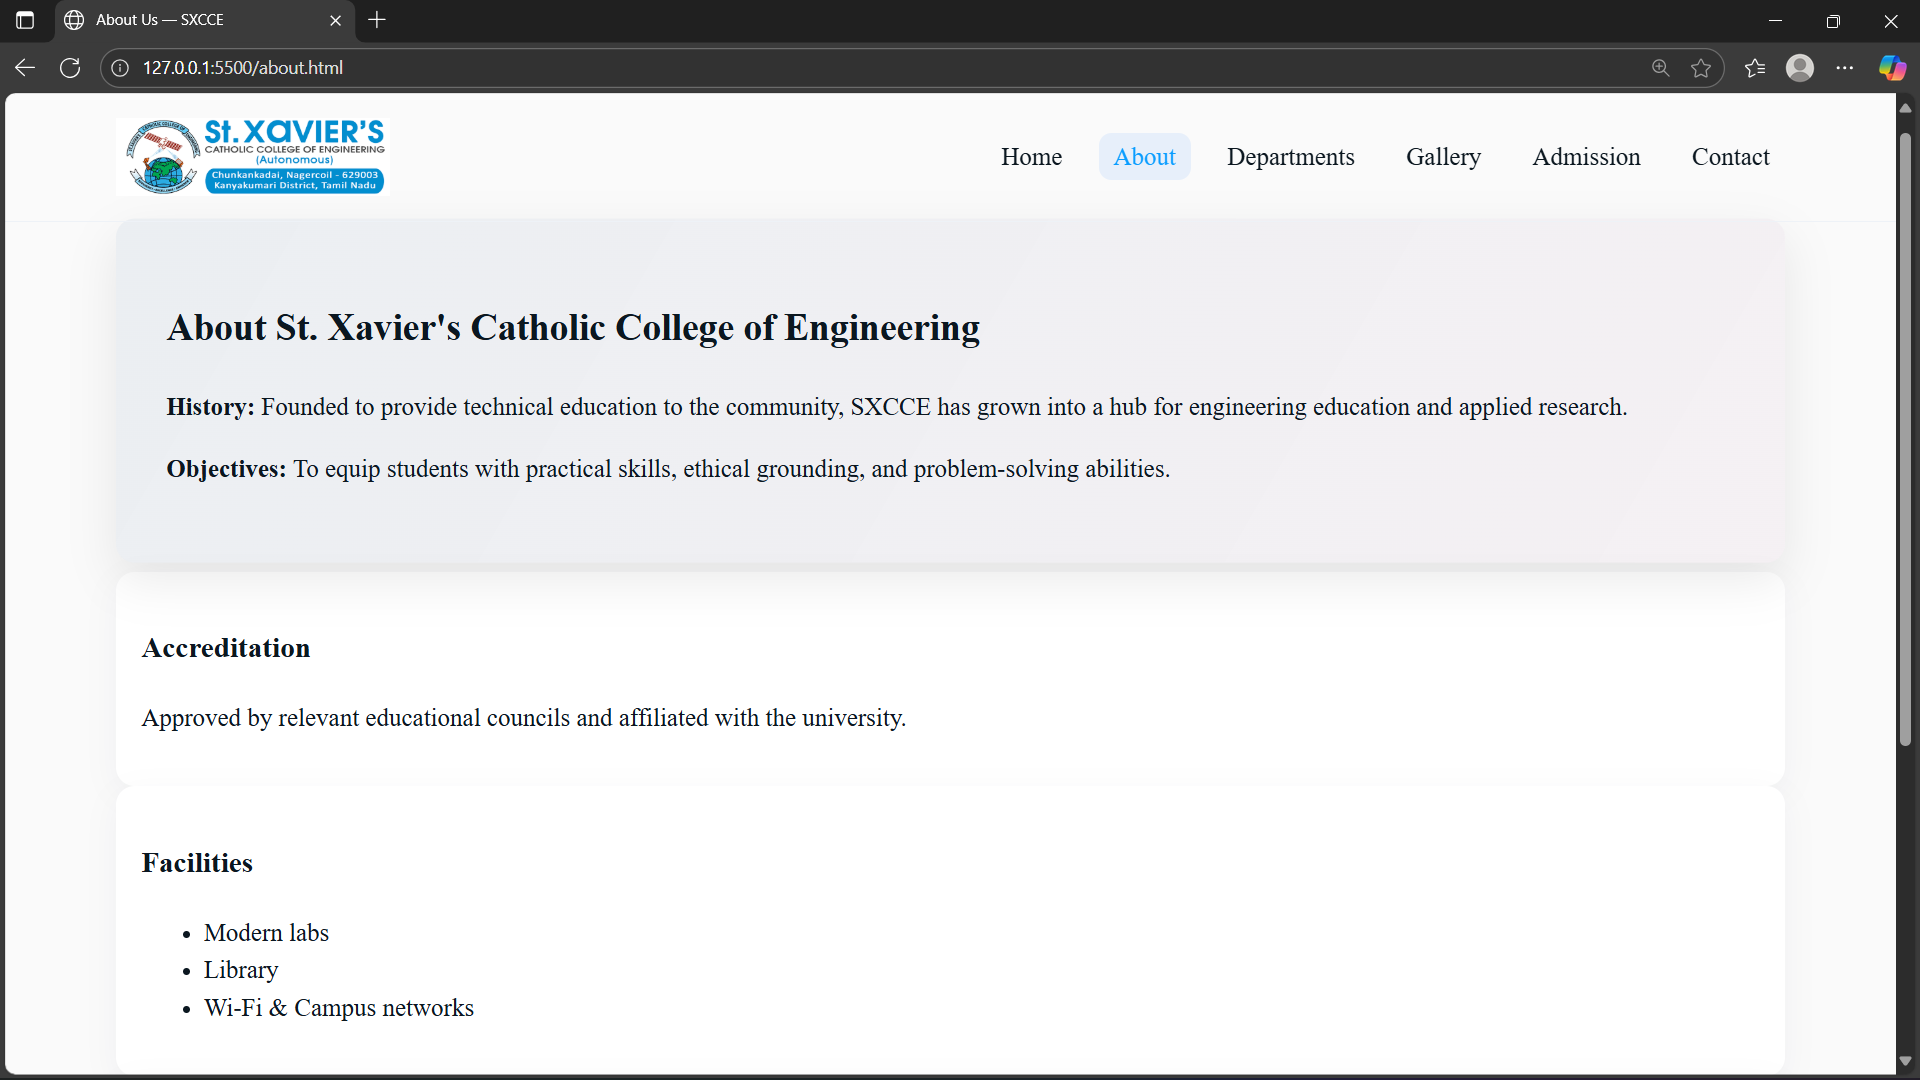 About Us — SXCCE
127.0.0.1:5500/about.html
St. XAVIER'S
CATHOLIC COLLEGE OF ENGINEERING
(Autonomous)
Chunkankadai, Nagercoil - 629003
Kanyakumari District, Tamil Nadu
Home About Departments Gallery Admission Contact
About St. Xavier's Catholic College of Engineering
History: Founded to provide technical education to the community, SXCCE has grown into a hub for engineering education and applied research.
Objectives: To equip students with practical skills, ethical grounding, and problem-solving abilities.
Accreditation
Approved by relevant educational councils and affiliated with the university.
Facilities
• Modern labs
• Library
• Wi-Fi & Campus networks